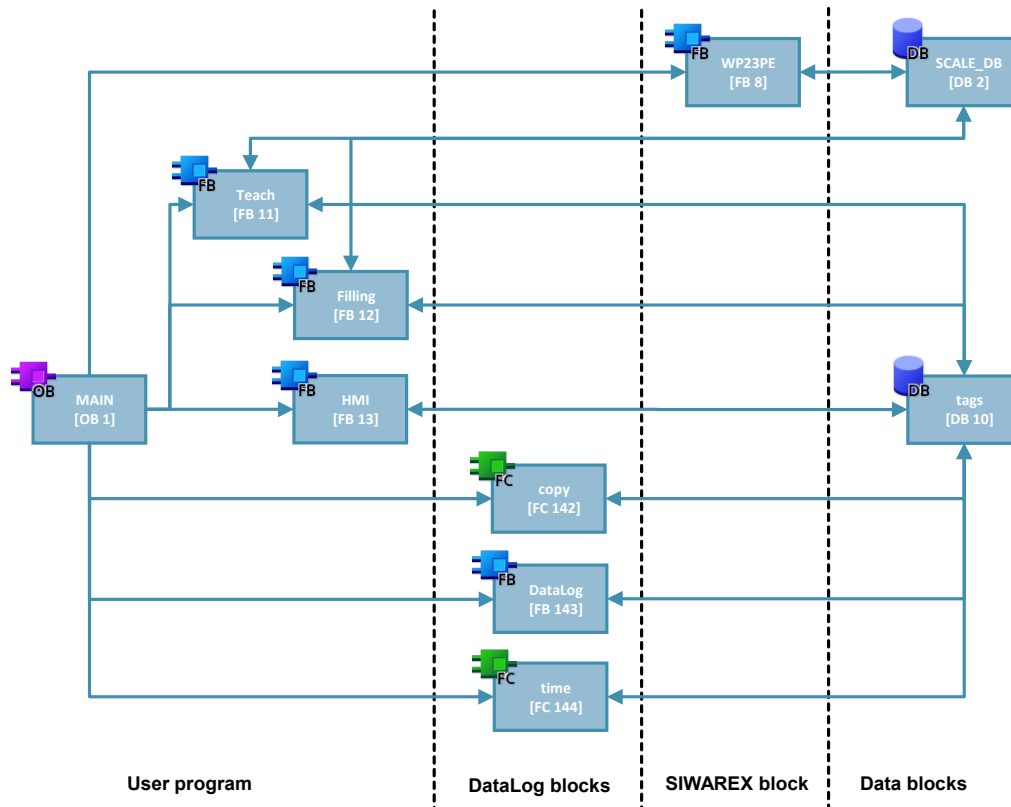 FB
WP23PE
[FB 8]
DB
SCALE_DB
[DB 2]
FB
Teach
[FB 11]
FB
Filling
[FB 12]
OB
MAIN
[OB 1]
FB
HMI
[FB 13]
DB
tags
[DB 10]
FC
copy
[FC 142]
FB
DataLog
[FB 143]
FC
time
[FC 144]
User program
DataLog blocks
SIWAREX block
Data blocks